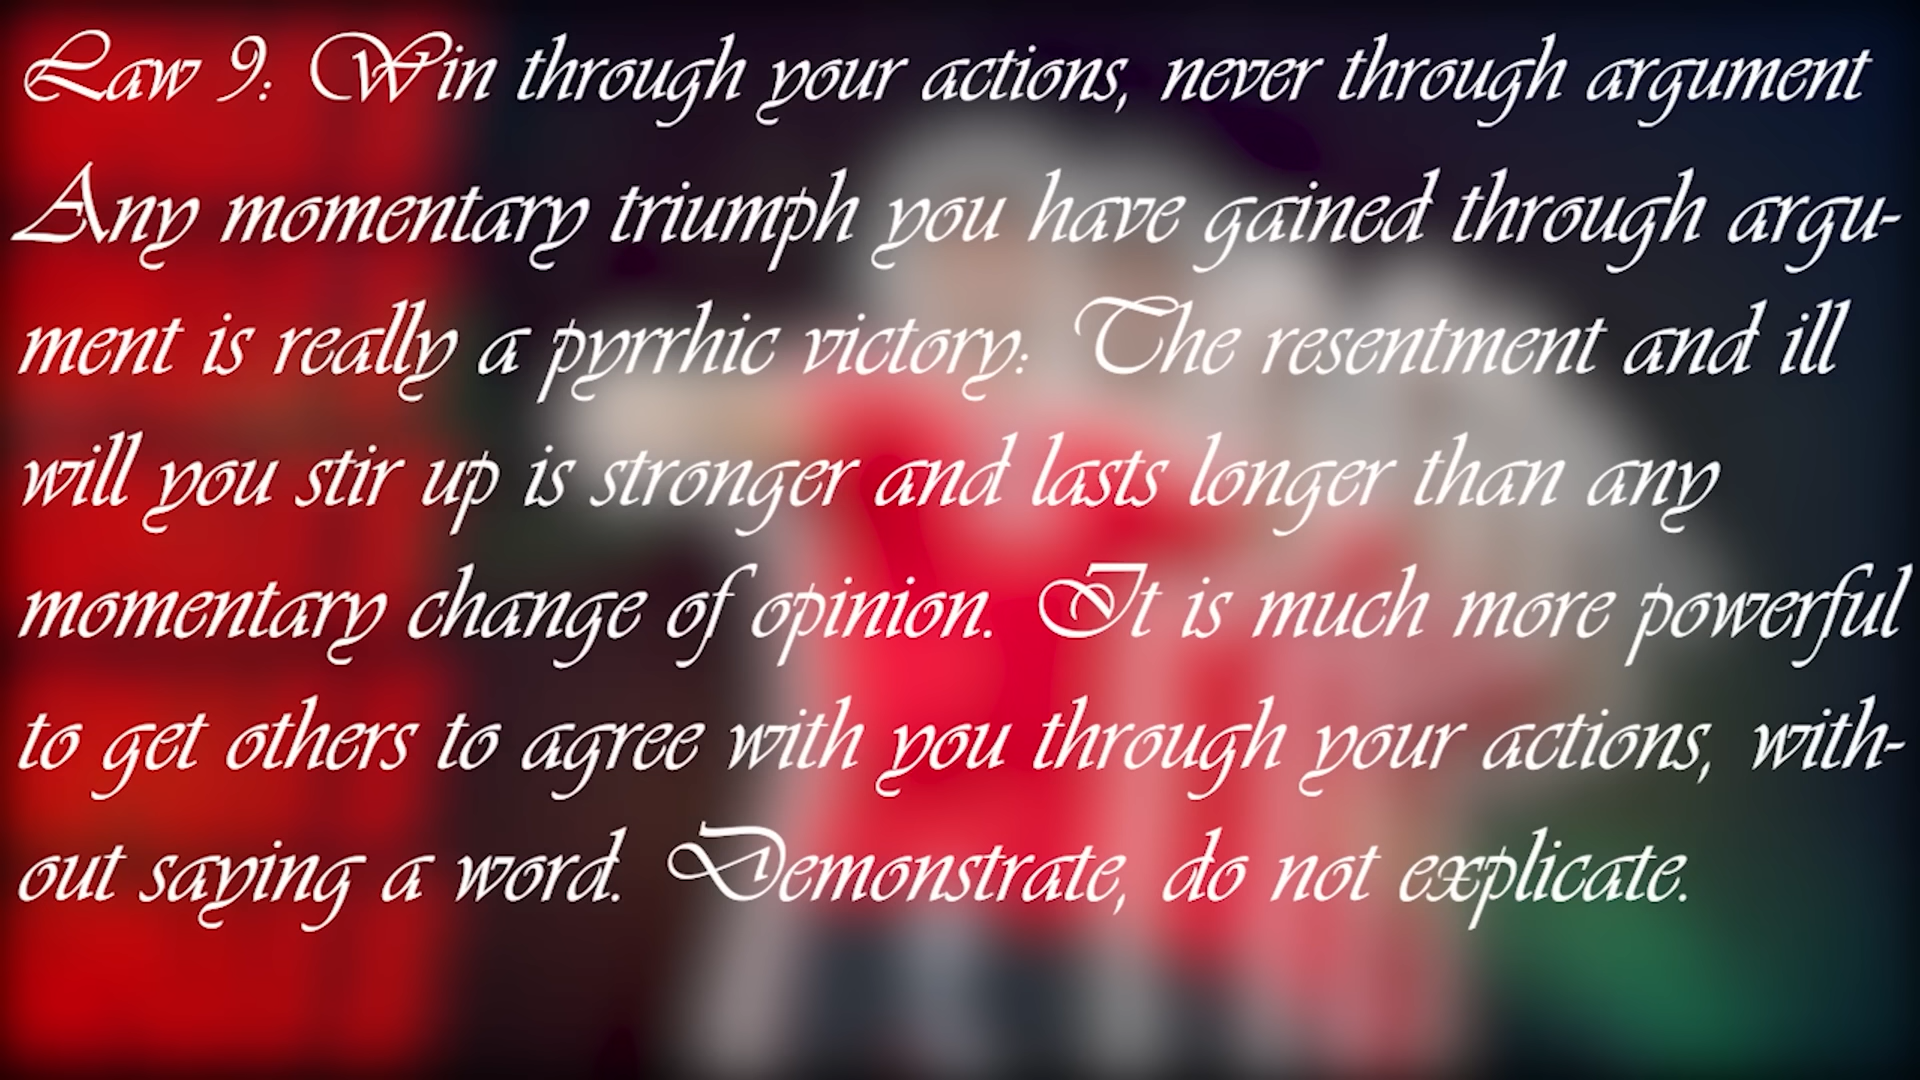 Law 9: Win through your actions, never through argument
Any momentary triumph you have gained through argu-
ment is really a pyrrhic victory: The resentment and ill
will you stir up is stronger and lasts longer than any
momentary change of opinion. It is much more powerful
to get others to agree with you through your actions, with-
out saying a word. Demonstrate, do not explicate.